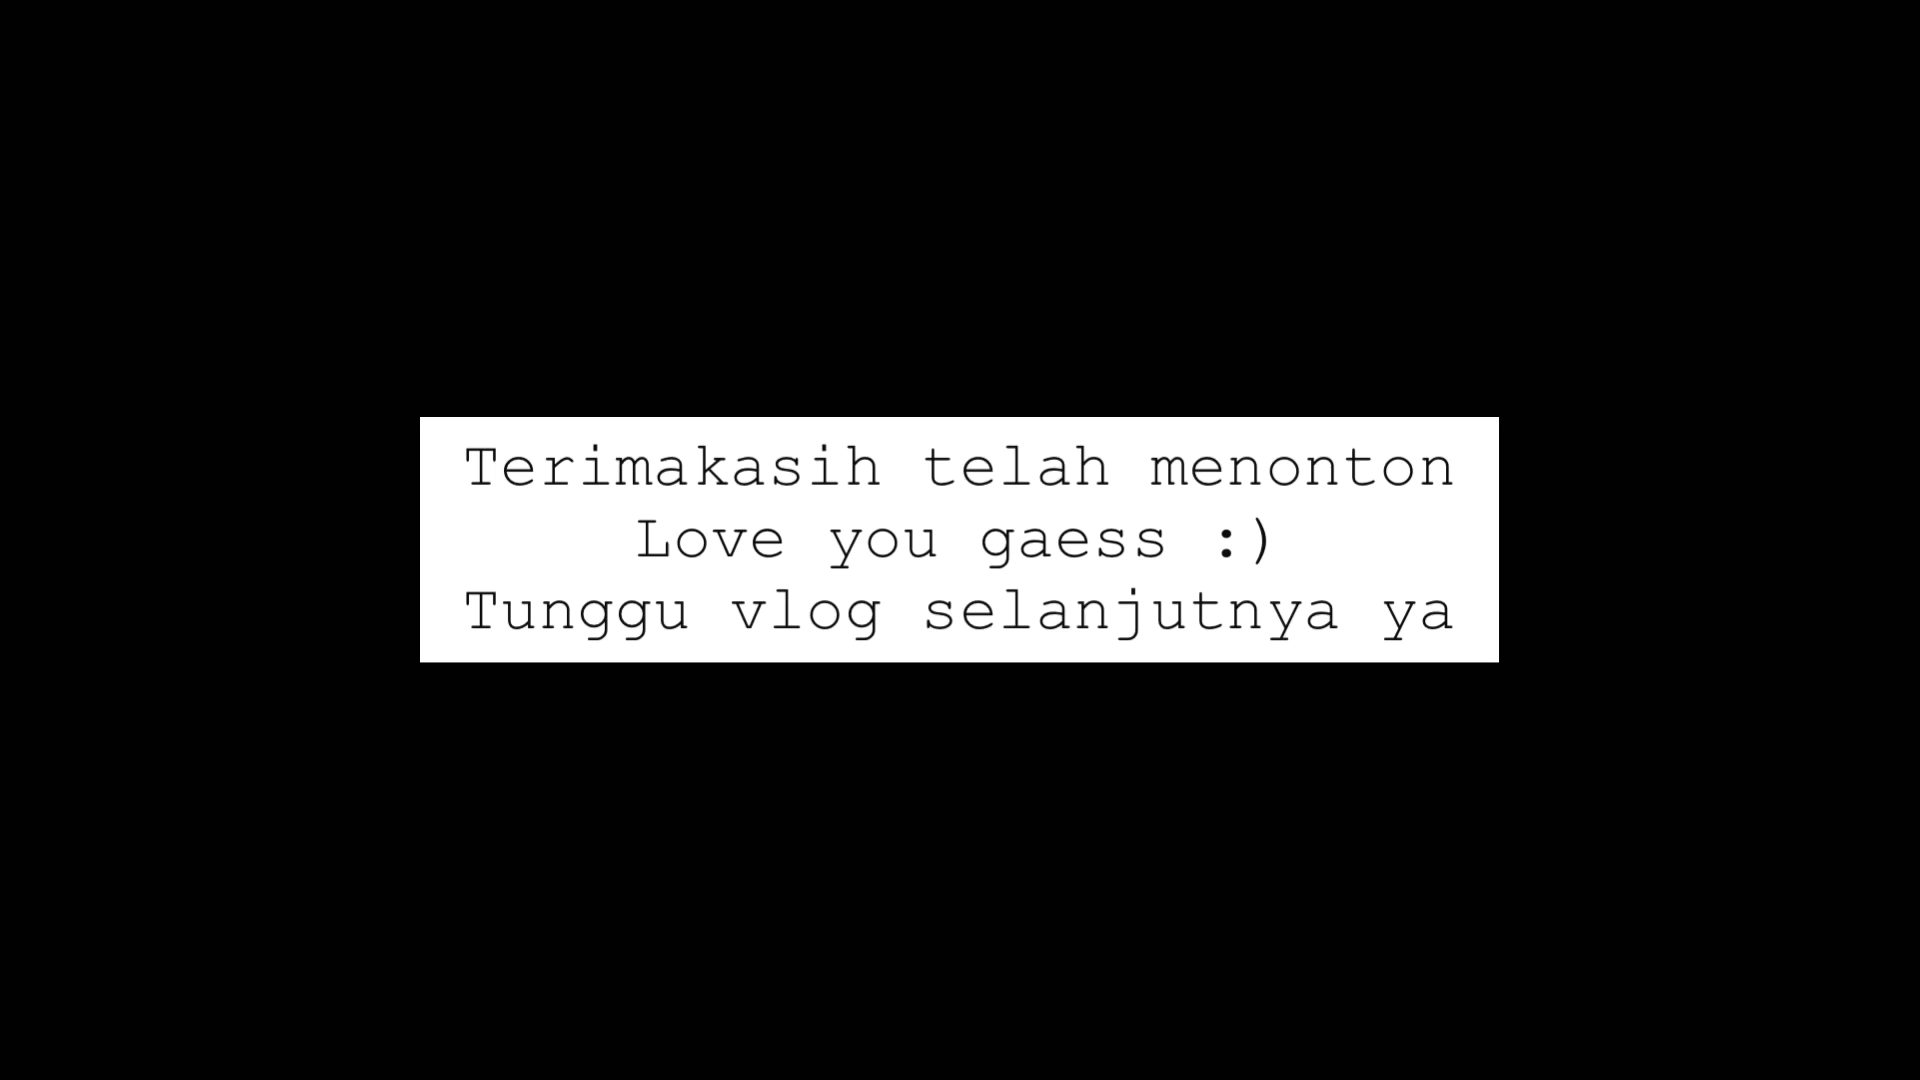 Terimakasih telah menonton
Love you gaess :)
Tunggu vlog selanjutnya ya